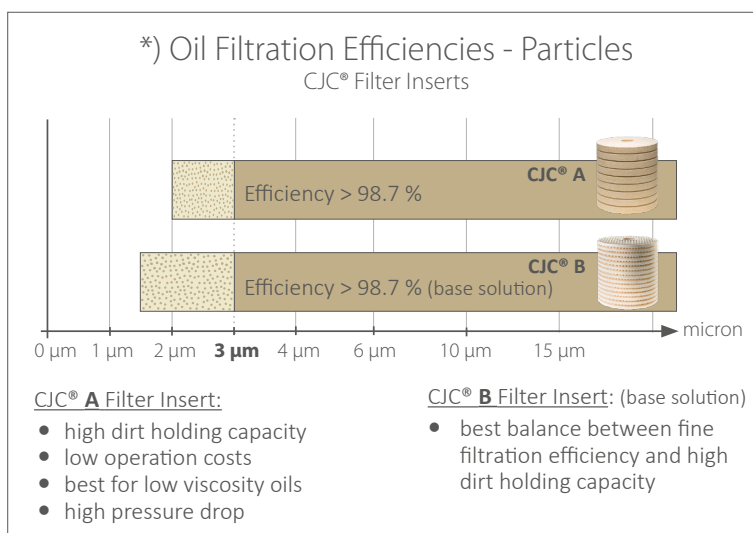 *) Oil Filtration Efficiencies - Particles
CJC® Filter Inserts
CJC® A
Efficiency > 98.7 %
CJC® B
Efficiency > 98.7 % (base solution)
micron
0 µm 1 µm 2 µm 3 µm 4 µm 6 µm 10 µm 15 µm
CJC® A Filter Insert:
• high dirt holding capacity
• low operation costs
• best for low viscosity oils
• high pressure drop
CJC® B Filter Insert: (base solution)
• best balance between fine
filtration efficiency and high
dirt holding capacity